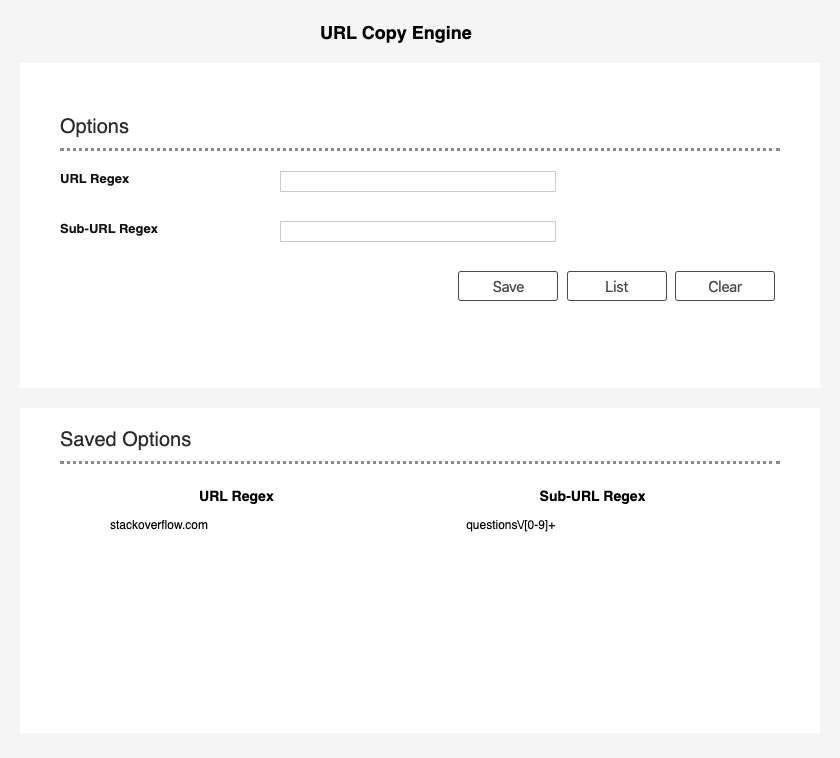 URL Copy Engine
Options
URL Regex
Sub-URL Regex
Save List Clear
Saved Options
URL Regex Sub-URL Regex
stackoverflow.com questions\/[0-9]+